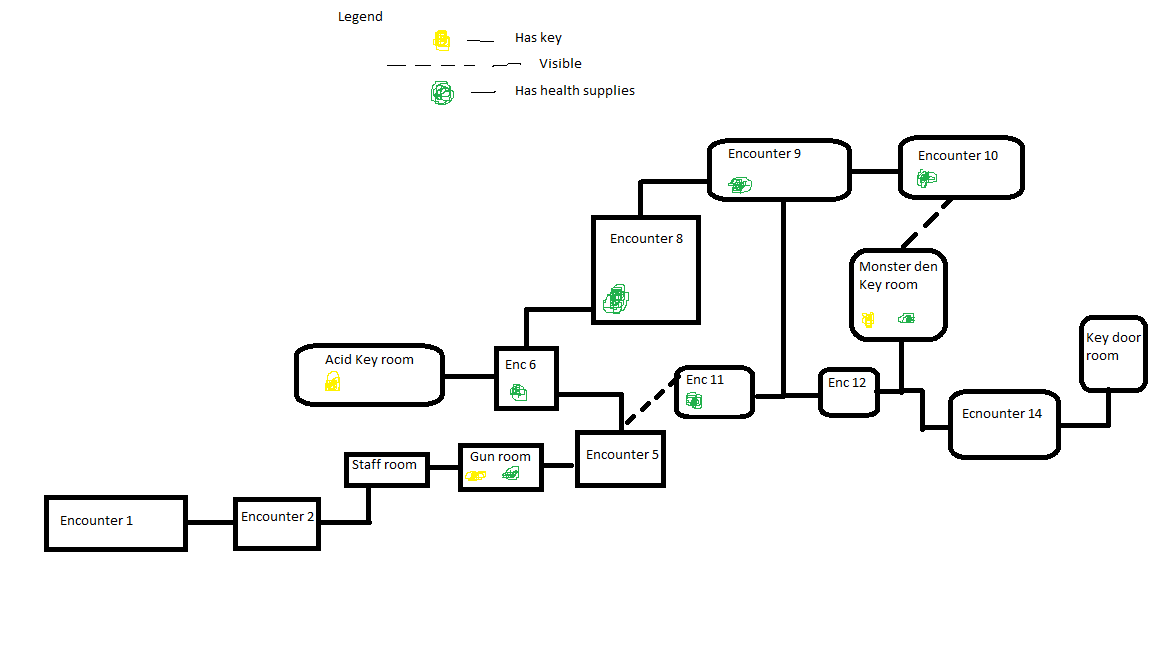 Legend
Has key
Visible
Has health supplies
Encounter 9
Encounter 10
Encounter 8
Monster den
Key room
Key door
room
Acid Key room
Enc 6
Enc 11
Enc 12
Ecnounter 14
Encounter 5
Gun room
Staff room
Encounter 2
Encounter 1